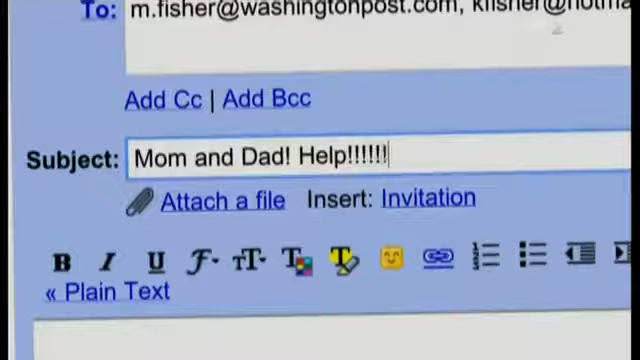 To: m.fisher@washingtonpost.com,
Add Cc | Add Bcc
Subject: Mom and Dad! Help!!!!!!
Attach a file Insert: Invitation
B I U
« Plain Text